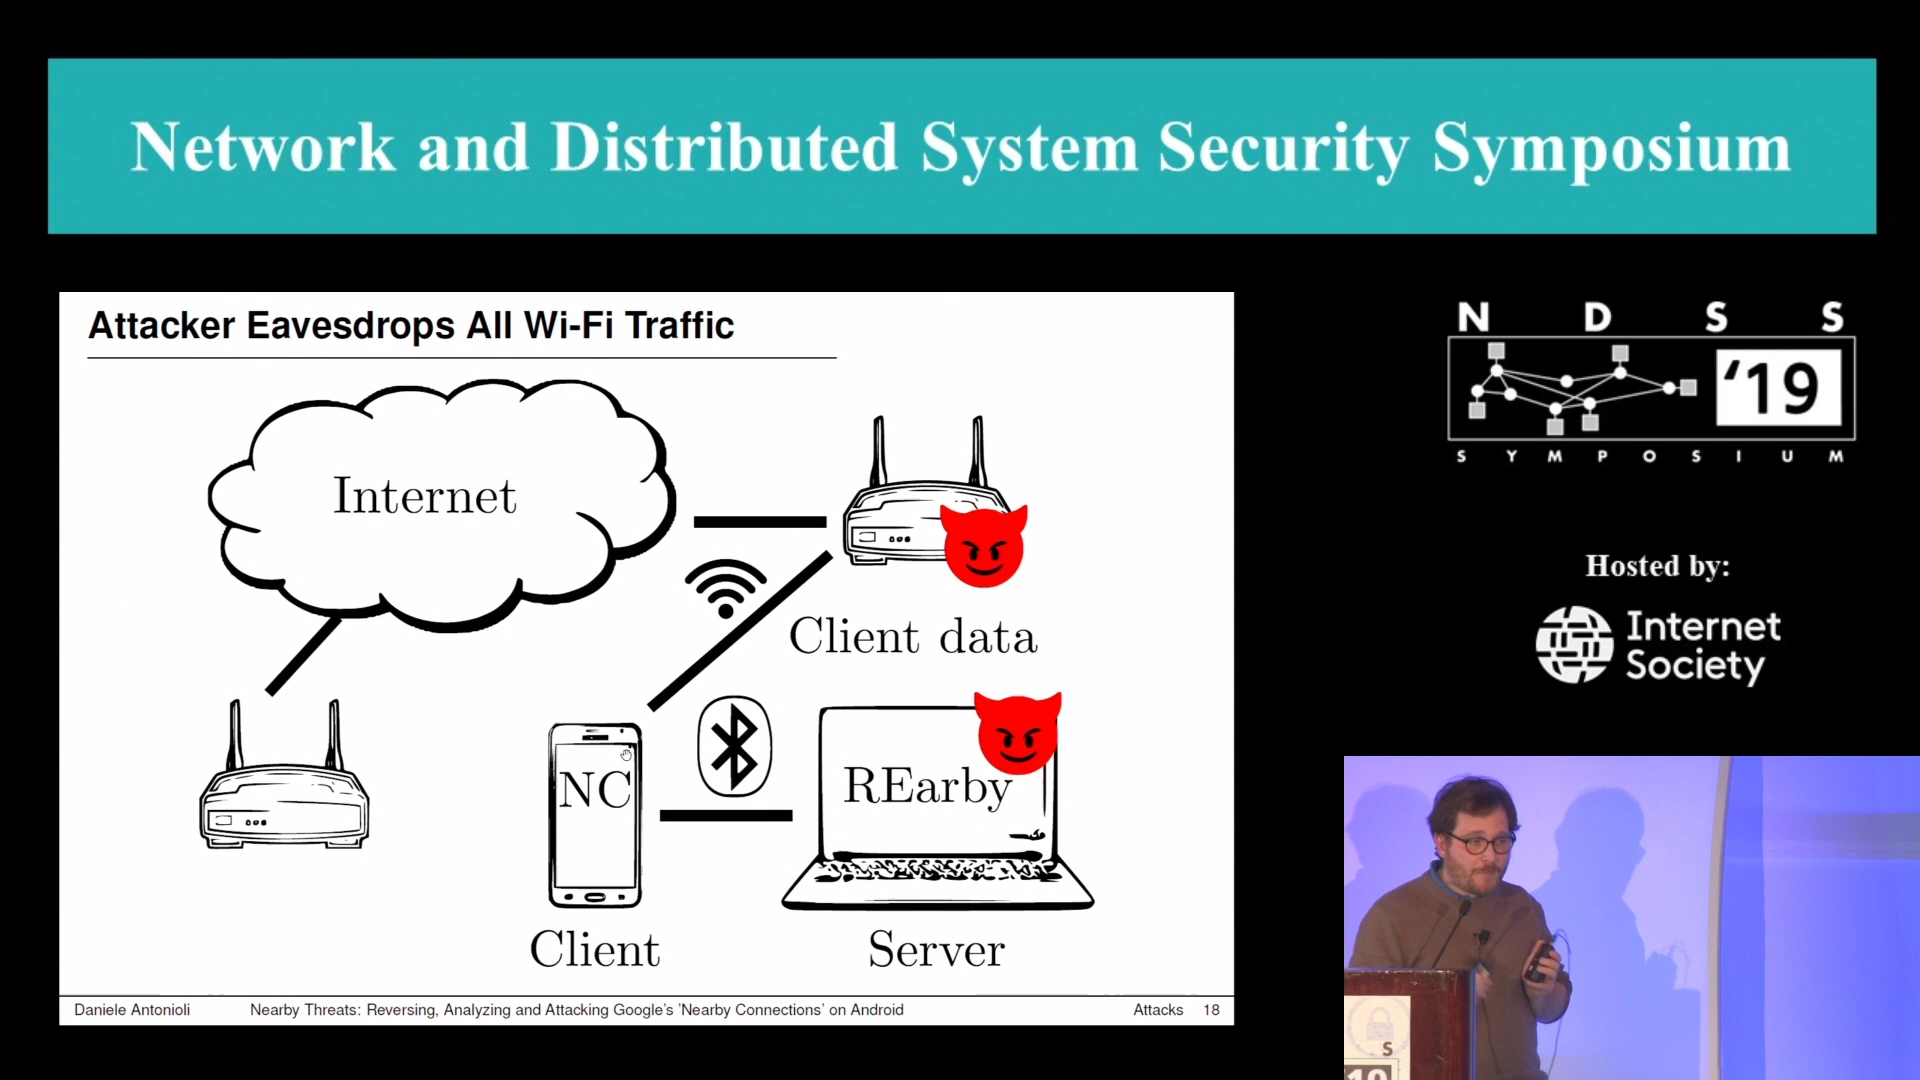 Network and Distributed System Security Symposium
Attacker Eavesdrops All Wi-Fi Traffic
Internet
Client data
NC
REarby
Client
Server
Daniele Antonioli
Nearby Threats: Reversing, Analyzing and Attacking Google's 'Nearby Connections' on Android
Attacks 18
N D S S
'19
S Y M P O S I U M
Hosted by:
Internet
Society
S
'19